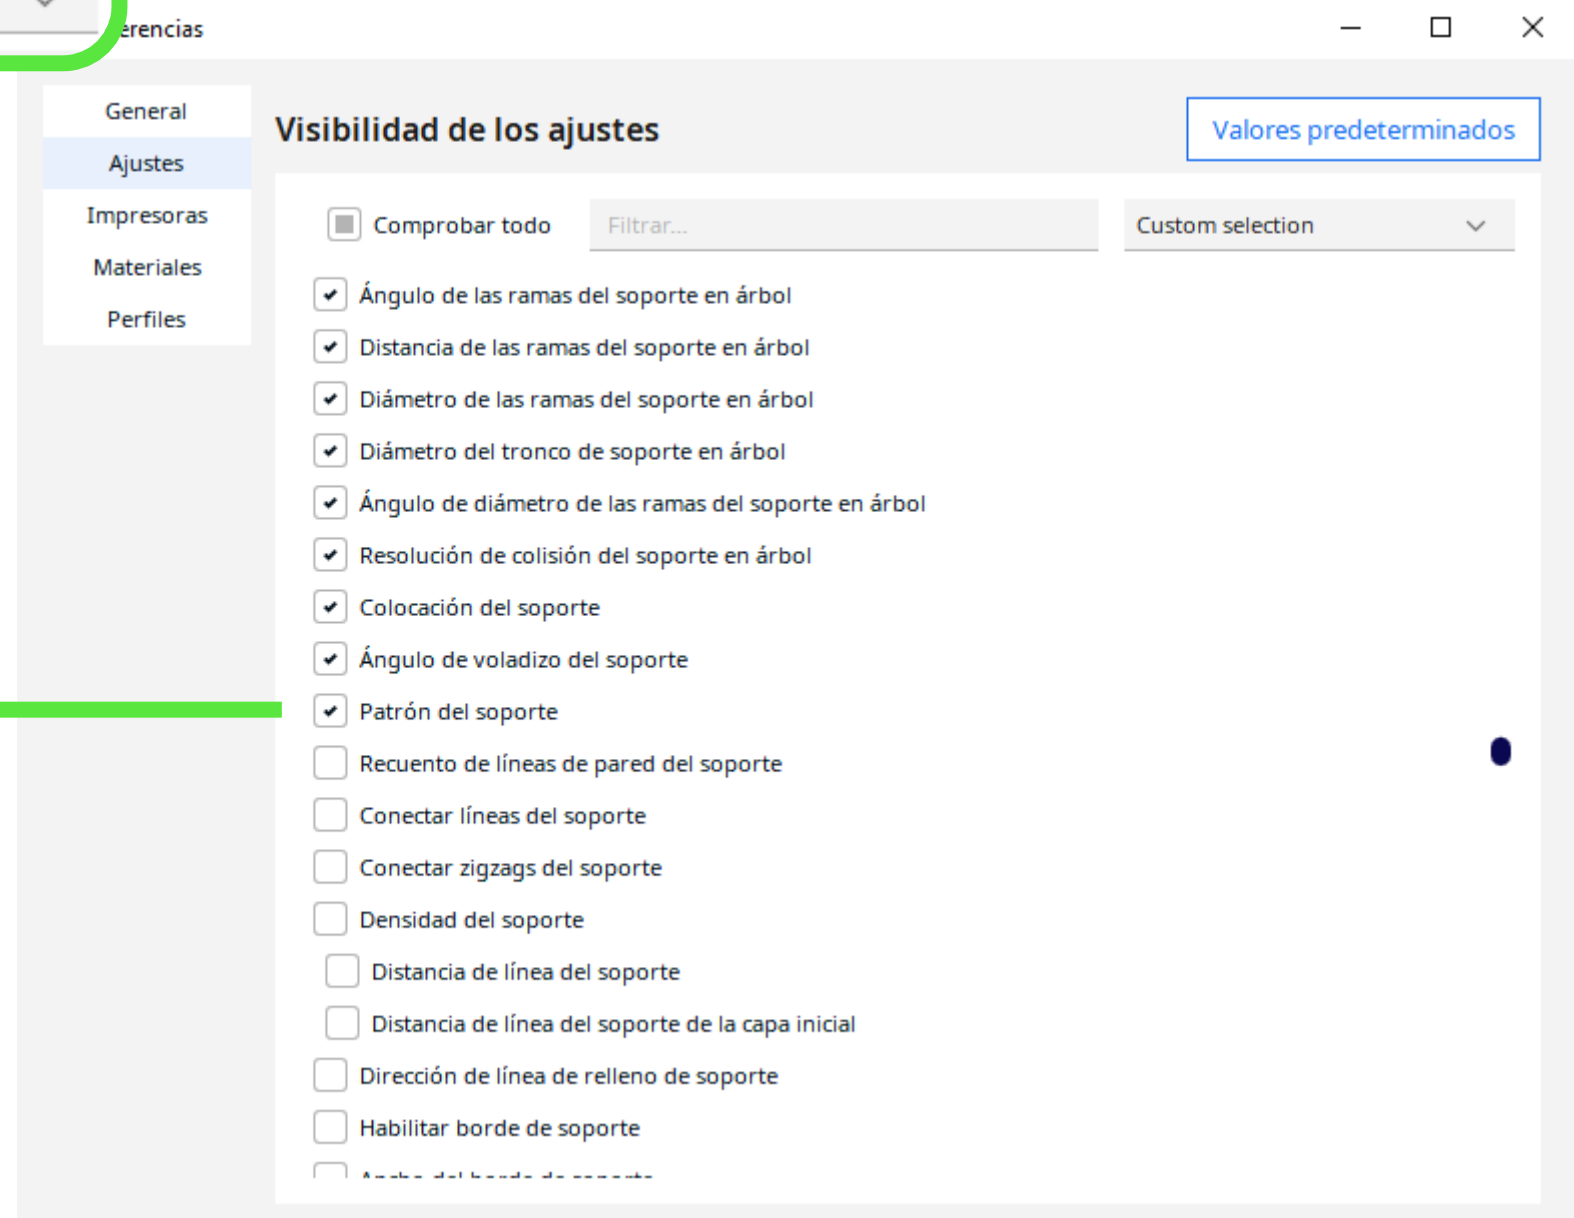 erencias
General
Ajustes
Impresoras
Materiales
Perfiles
Visibilidad de los ajustes
Valores predeterminados
Comprobar todo
Filtrar...
Custom selection
Ángulo de las ramas del soporte en árbol
Distancia de las ramas del soporte en árbol
Diámetro de las ramas del soporte en árbol
Diámetro del tronco de soporte en árbol
Ángulo de diámetro de las ramas del soporte en árbol
Resolución de colisión del soporte en árbol
Colocación del soporte
Ángulo de voladizo del soporte
Patrón del soporte
Recuento de líneas de pared del soporte
Conectar líneas del soporte
Conectar zigzags del soporte
Densidad del soporte
Distancia de línea del soporte
Distancia de línea del soporte de la capa inicial
Dirección de línea de relleno de soporte
Habilitar borde de soporte
Ancho del borde de soporte